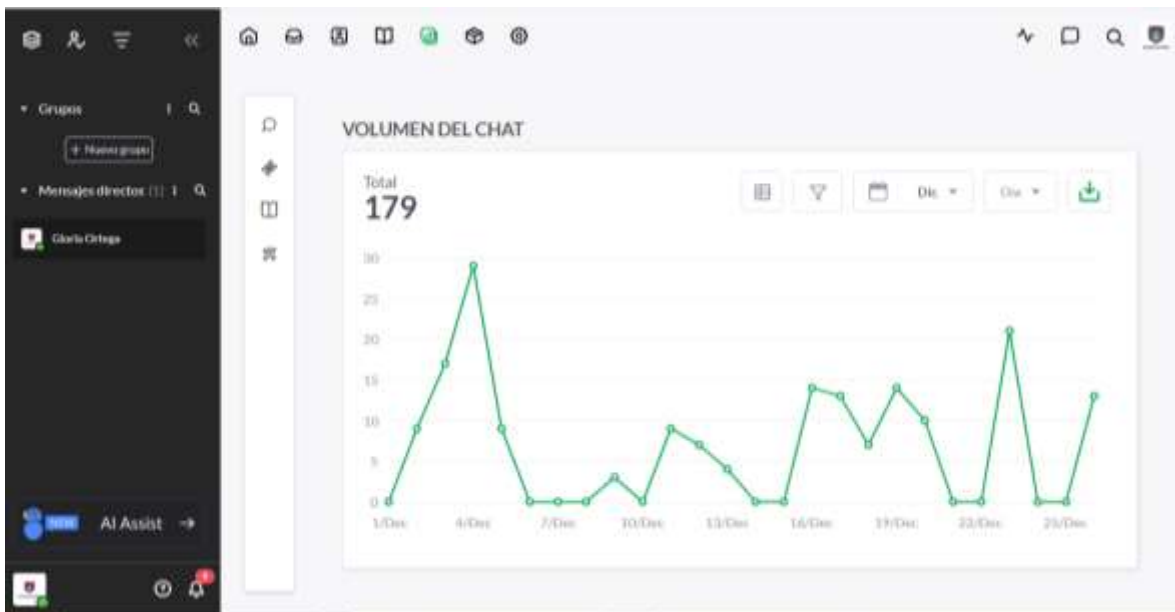 Grupos
+ Nuevo grupo
Mensajes directos (1)
Gloria Ortega
NEW AI Assist →
VOLUMEN DEL CHAT
Total
179
Dic
Día
30
25
20
15
10
5
0
1/Dec 4/Dec 7/Dec 10/Dec 13/Dec 16/Dec 19/Dec 22/Dec 25/Dec